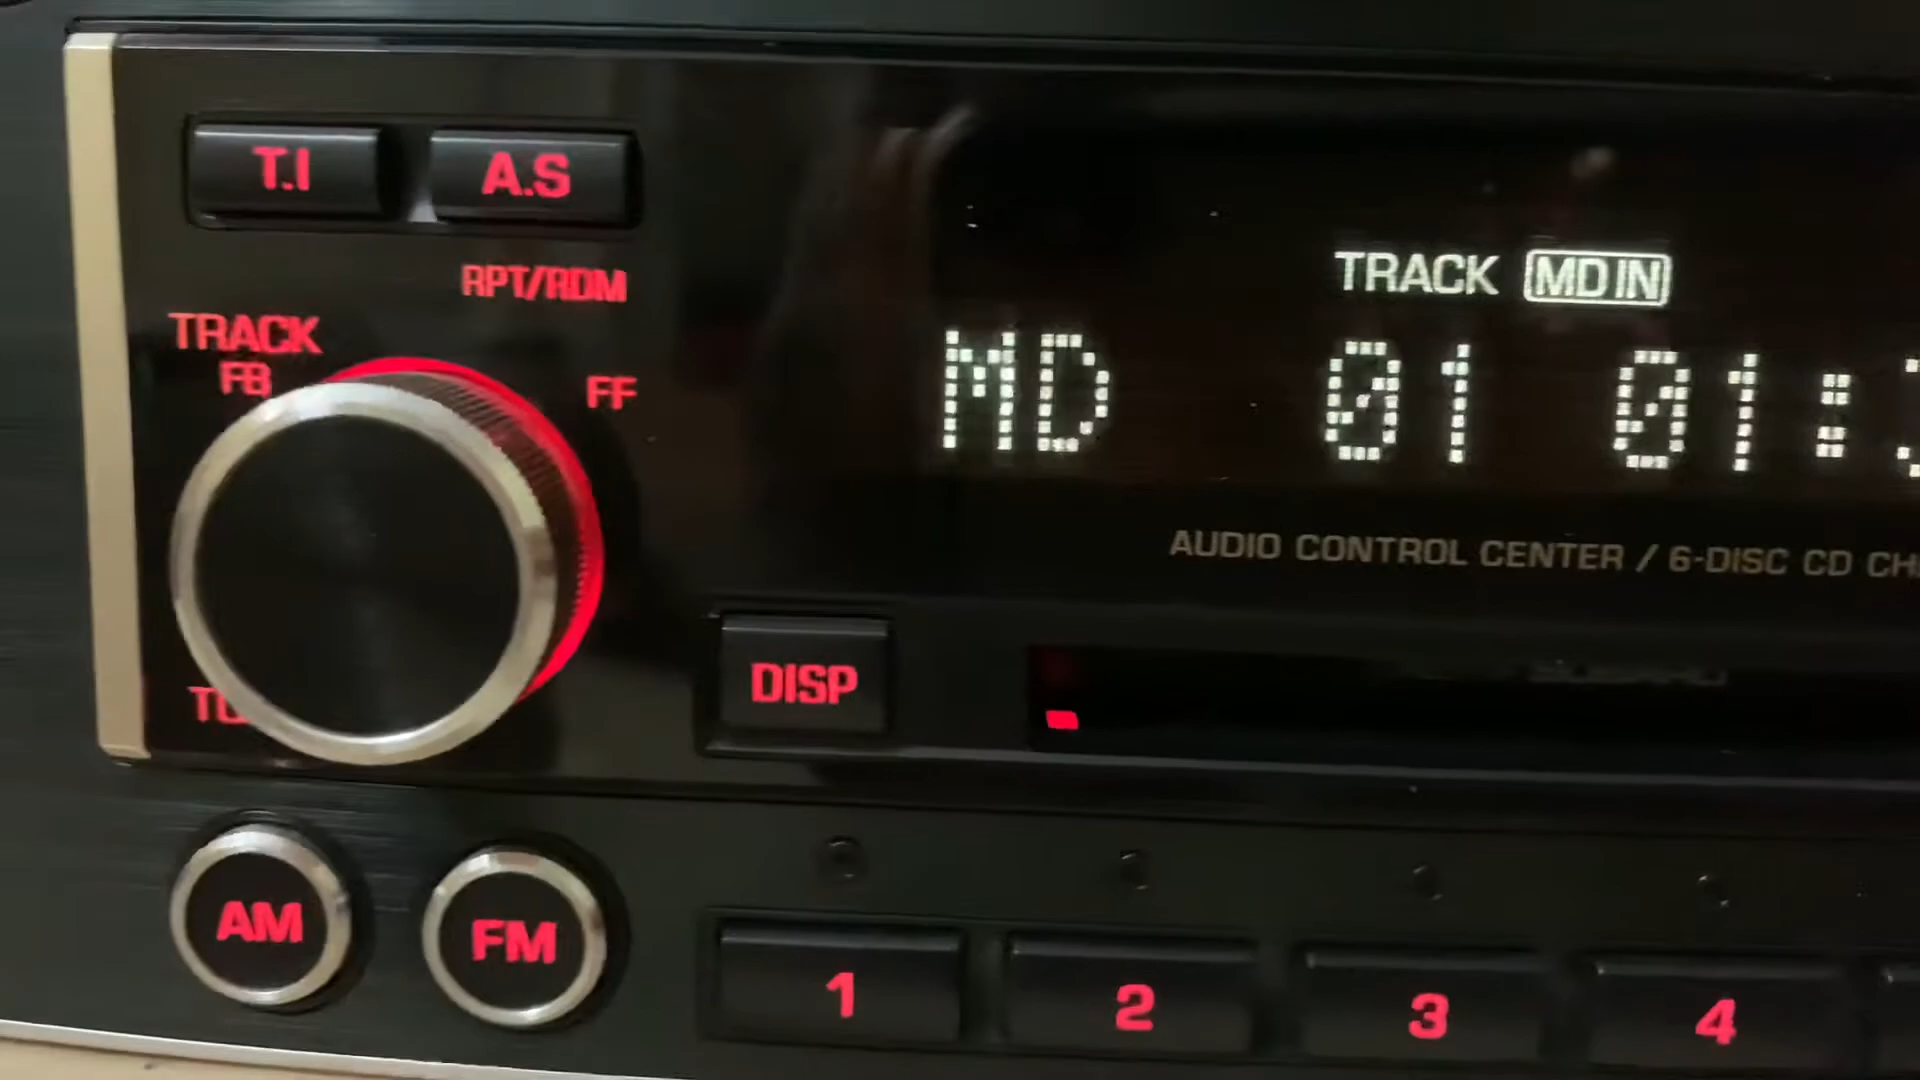 T.I A.S
RPT/RDM
TRACK
FB FF
TRACK MD IN
MD 01 01:
AUDIO CONTROL CENTER / 6-DISC CD
DISP
AM FM
1 2 3 4